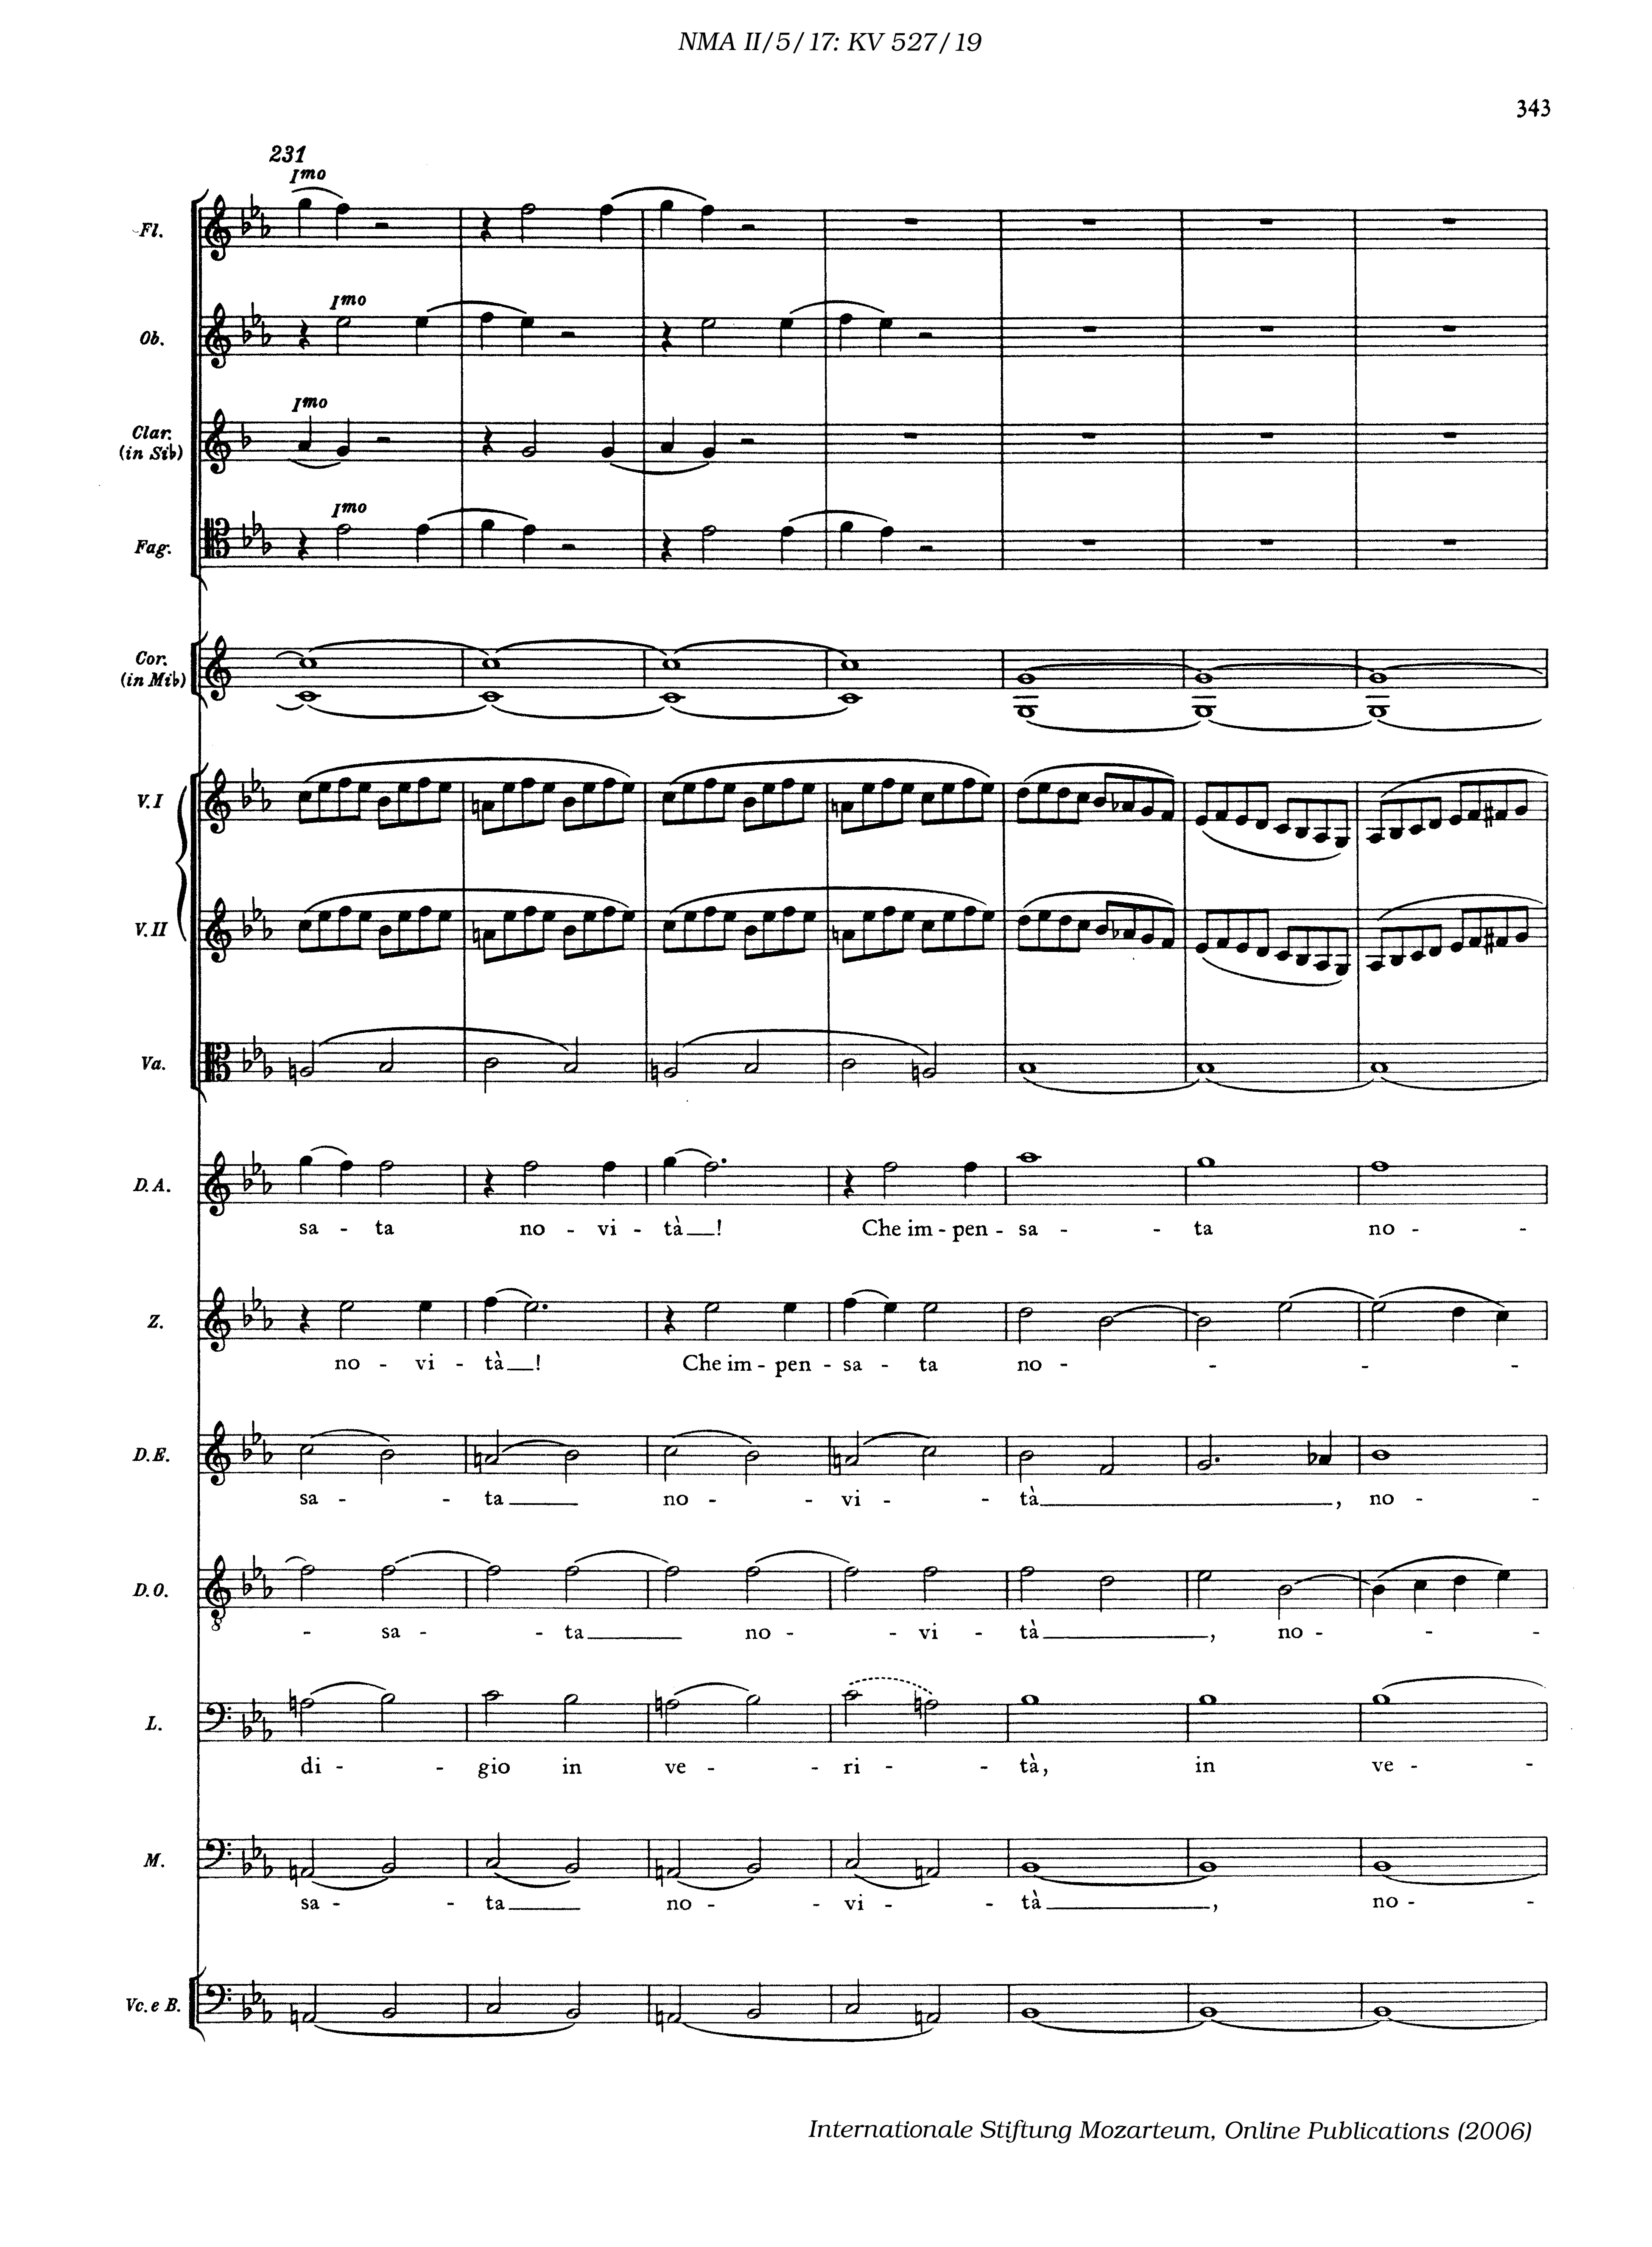 NMA II/5/17: KV 527/19
343
231
Imo
Fl.
Imo
Ob.
Imo
Clar.
(in Sib)
Imo
Fag.
Cor.
(in Mib)
V. I
V. II
Va.
D. A.
sa - ta no - vi - tà! Che im - pen - sa - - ta no - -
Z.
no - vi - tà! Che im - pen - sa - ta no - - - -
D. E.
sa - - ta no - - vi - - tà, no - -
D. O.
- sa - - ta no - - vi - tà, no - - -
L.
di - - gio in ve - - ri - - tà, in ve - -
M.
sa - - ta no - - vi - - tà, no - -
Vc. e B.
Internationale Stiftung Mozarteum, Online Publications (2006)